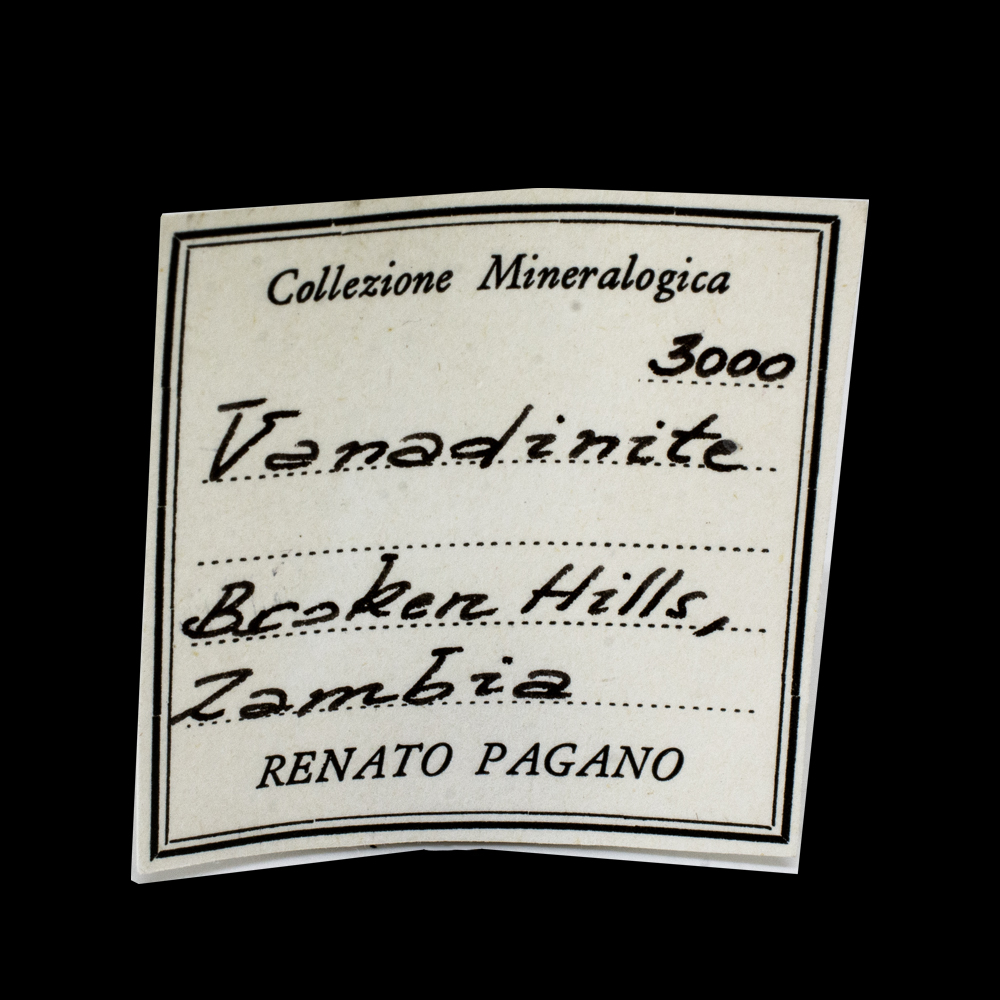 Collezione Mineralogica
3000
Vanadinite
Broken Hills,
Zambia
RENATO PAGANO